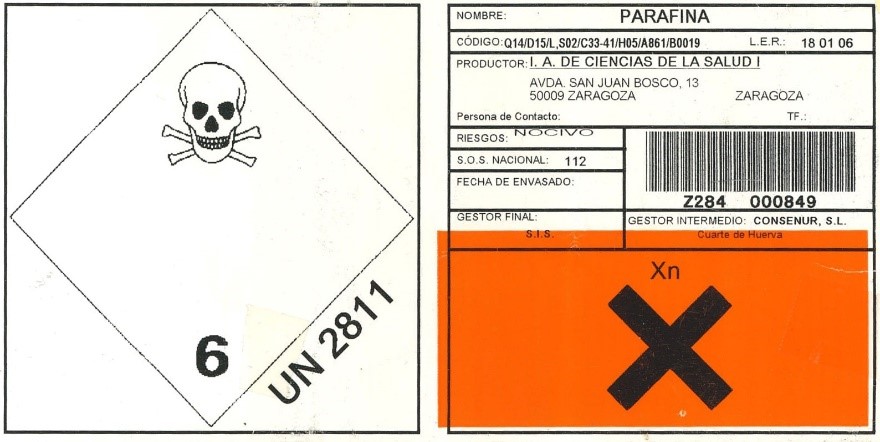 6
UN 2811
NOMBRE: PARAFINA
CÓDIGO: Q14/D15/L,S02/C33-41/H05/A861/B0019 L.E.R.: 18 01 06
PRODUCTOR: I. A. DE CIENCIAS DE LA SALUD I
AVDA. SAN JUAN BOSCO, 13
50009 ZARAGOZA ZARAGOZA
Persona de Contacto: TF.:
RIESGOS: NOCIVO
S.O.S. NACIONAL: 112
FECHA DE ENVASADO:
Z284 000849
GESTOR FINAL:
S.I.S.
GESTOR INTERMEDIO: CONSENUR, S.L.
Cuarte de Huerva
Xn